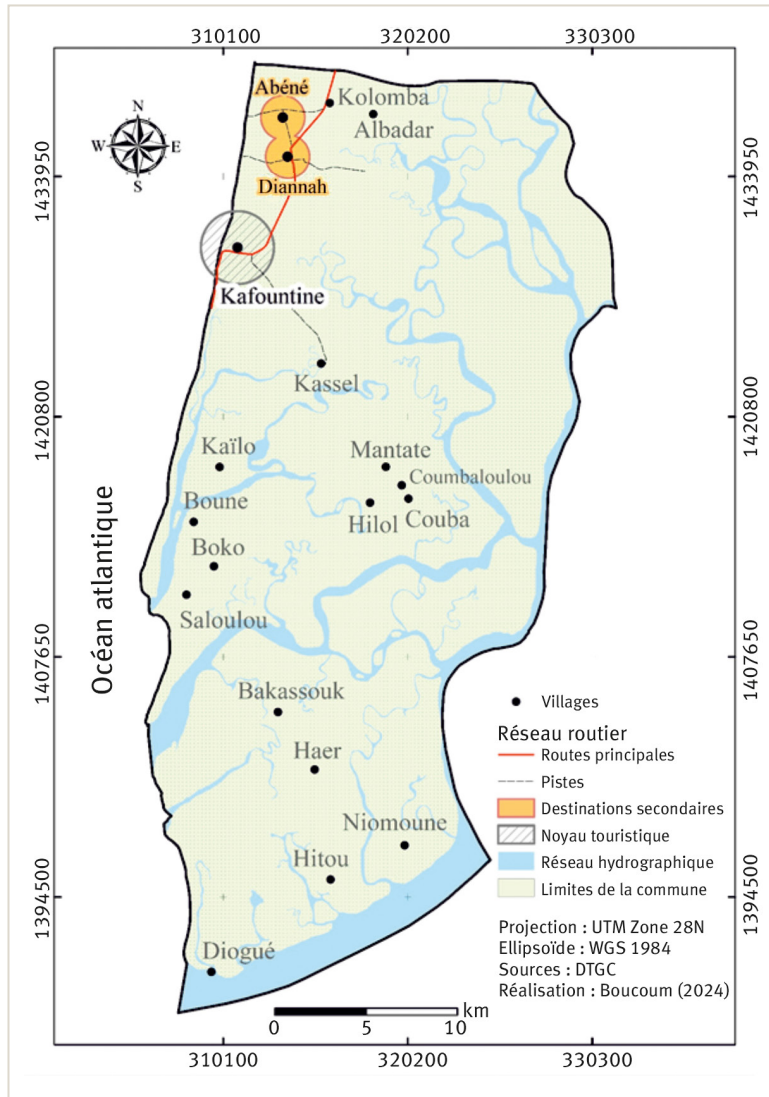 310100 320200 330300
Abéné
Kolomba
Albadar
N
W E
S
Diannah
1433950 1433950
Kafountine
Kassel
1420800 1420800
Kaïlo
Mantate
Coumbaloulou
Boune
Hilol
Couba
Boko
Océan atlantique
Saloulou
1407650 1407650
Bakassouk
Haer
Niomoune
Hitou
Diogué
1394500 1394500
Villages
Réseau routier
Routes principales
Pistes
Destinations secondaires
Noyau touristique
Réseau hydrographique
Limites de la commune
Projection : UTM Zone 28N
Ellipsoïde : WGS 1984
Sources : DTGC
Réalisation : Boucoum (2024)
km
0 5 10
310100 320200 330300